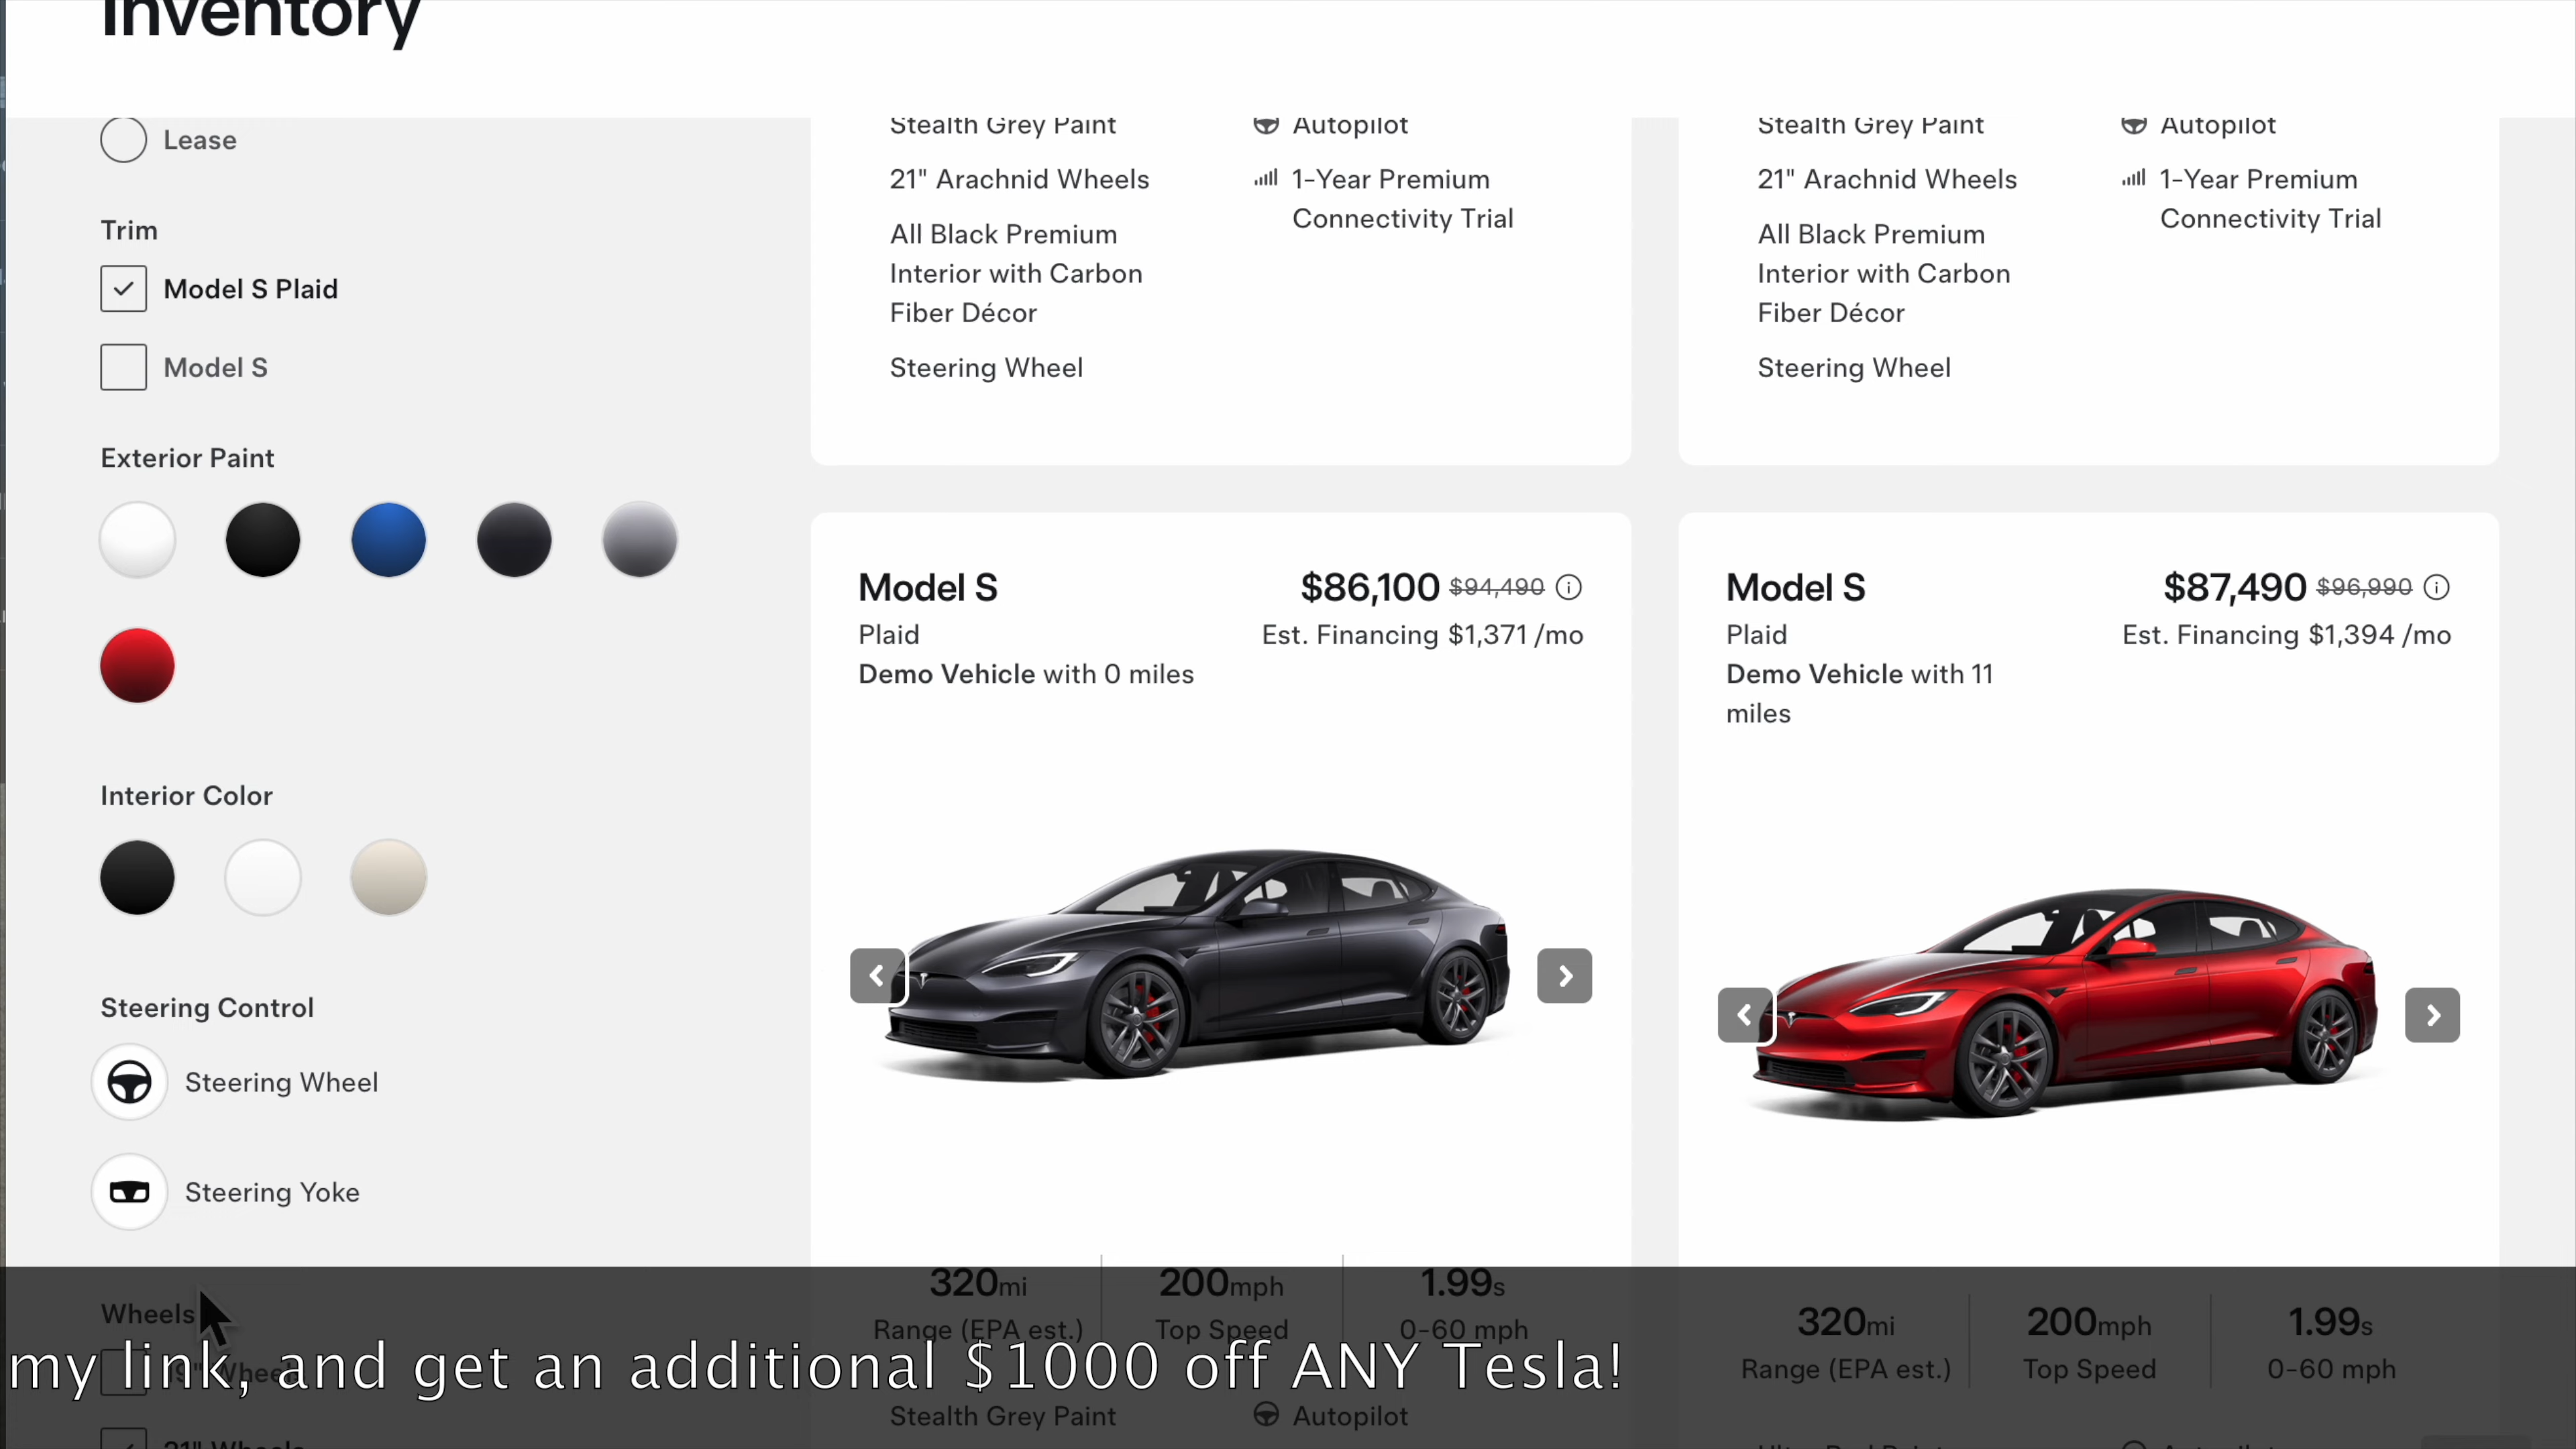 Inventory
Lease
Trim
Model S Plaid
Model S
Exterior Paint
Interior Color
Steering Control
Steering Wheel
Steering Yoke
Wheels
19" Wheels
21" Wheels
Stealth Grey Paint
21" Arachnid Wheels
All Black Premium
Interior with Carbon
Fiber Décor
Steering Wheel
Autopilot
1-Year Premium
Connectivity Trial
Stealth Grey Paint
21" Arachnid Wheels
All Black Premium
Interior with Carbon
Fiber Décor
Steering Wheel
Autopilot
1-Year Premium
Connectivity Trial
Model S
$86,100 $94,490
Plaid
Est. Financing $1,371 /mo
Demo Vehicle with 0 miles
320mi
Range (EPA est.)
200mph
Top Speed
1.99s
0-60 mph
Stealth Grey Paint
Autopilot
Model S
$87,490 $96,990
Plaid
Est. Financing $1,394 /mo
Demo Vehicle with 11
miles
320mi
Range (EPA est.)
200mph
Top Speed
1.99s
0-60 mph
my link, and get an additional $1000 off ANY Tesla!